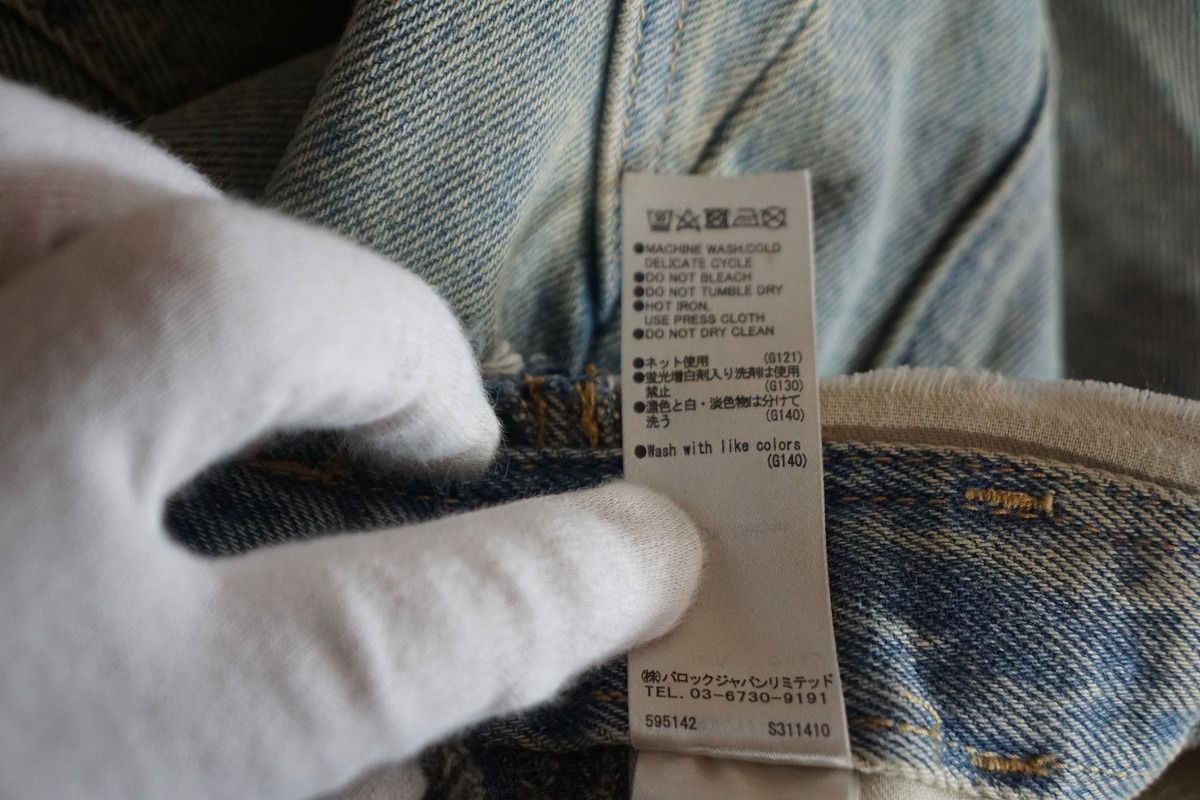 ●MACHINE WASH,COLD
DELICATE CYCLE
●DO NOT BLEACH
●DO NOT TUMBLE DRY
●HOT IRON,
USE PRESS CLOTH
●DO NOT DRY CLEAN
●ネット使用 (G121)
●蛍光増白剤入り洗剤は使用
禁止 (G130)
●濃色と白・淡色物は分けて
洗う (G140)
●Wash with like colors
(G140)
(株)バロックジャパンリミテッド
TEL. 03-6730-9191
595142 S311410